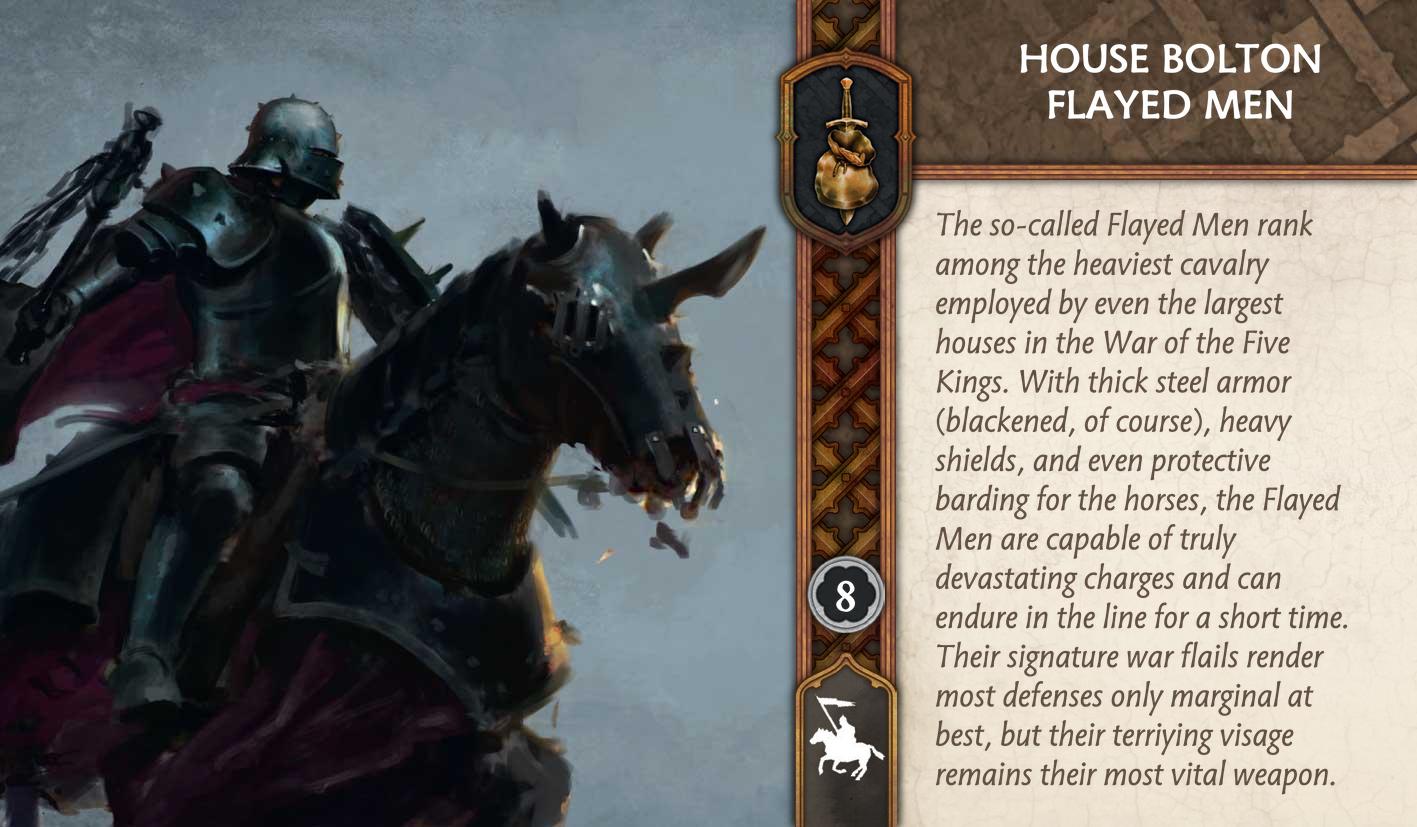 HOUSE BOLTON
FLAYED MEN
The so-called Flayed Men rank
among the heaviest cavalry
employed by even the largest
houses in the War of the Five
Kings. With thick steel armor
(blackened, of course), heavy
shields, and even protective
barding for the horses, the Flayed
Men are capable of truly
devastating charges and can
endure in the line for a short time.
Their signature war flails render
most defenses only marginal at
best, but their terriying visage
remains their most vital weapon.
8